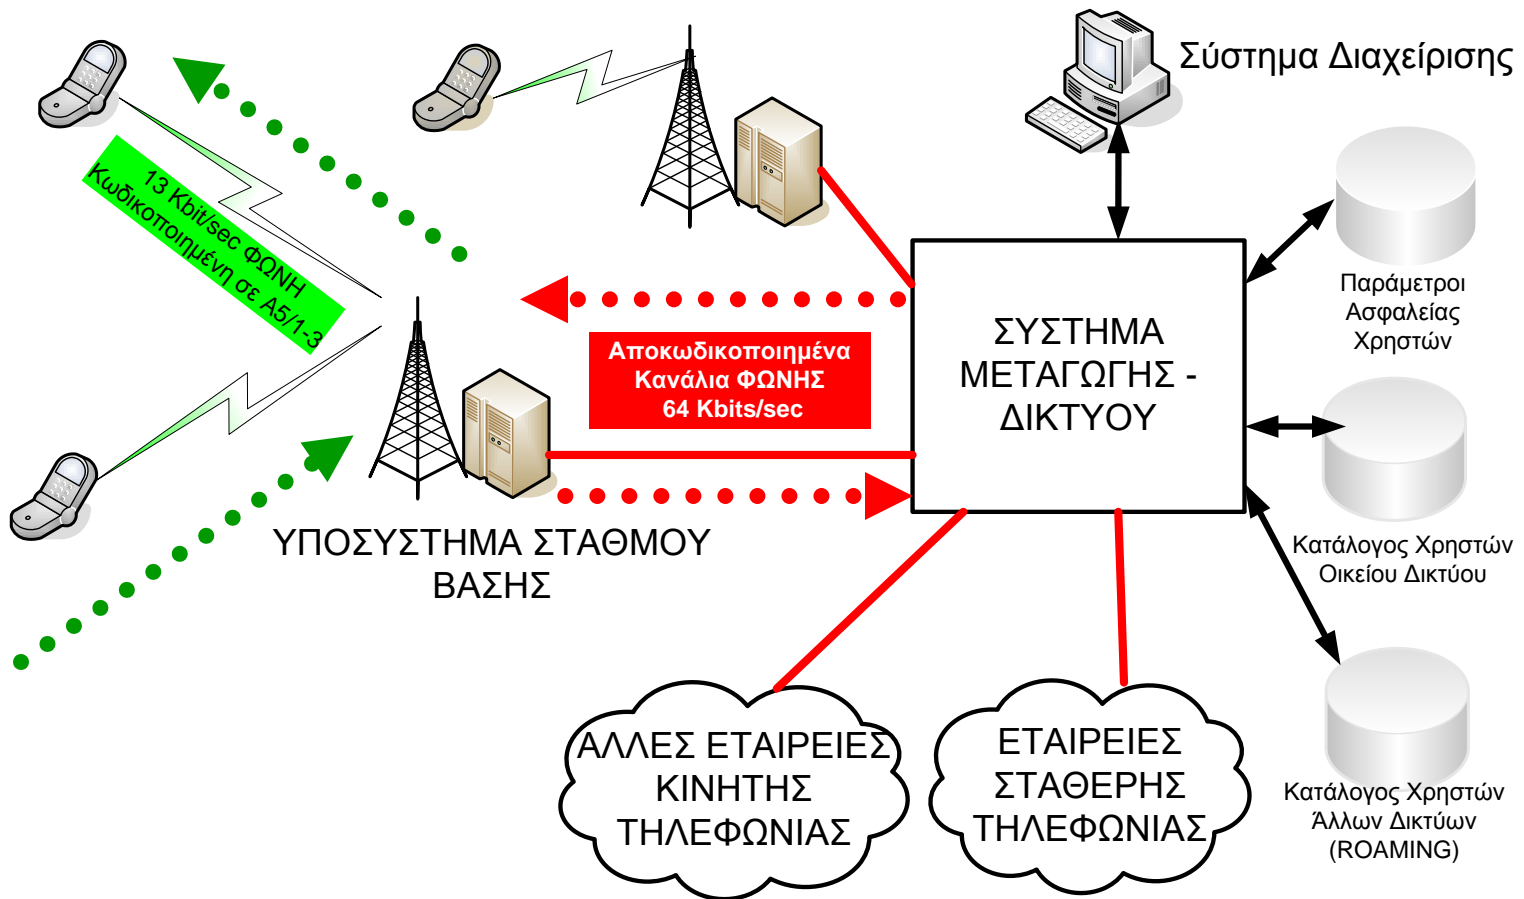 Σύστημα Διαχείρισης
13 Kbit/sec ΦΩΝΗ
Κωδικοποιημένη σε A5/1-3
Παράμετροι
Ασφαλείας
Χρηστών
Αποκωδικοποιημένα
Κανάλια ΦΩΝΗΣ
64 Kbits/sec
ΣΥΣΤΗΜΑ
ΜΕΤΑΓΩΓΗΣ -
ΔΙΚΤΥΟΥ
ΥΠΟΣΥΣΤΗΜΑ ΣΤΑΘΜΟΥ
ΒΑΣΗΣ
Κατάλογος Χρηστών
Οικείου Δικτύου
ΑΛΛΕΣ ΕΤΑΙΡΕΙΕΣ
ΚΙΝΗΤΗΣ
ΤΗΛΕΦΩΝΙΑΣ
ΕΤΑΙΡΕΙΕΣ
ΣΤΑΘΕΡΗΣ
ΤΗΛΕΦΩΝΙΑΣ
Κατάλογος Χρηστών
Άλλων Δικτύων
(ROAMING)